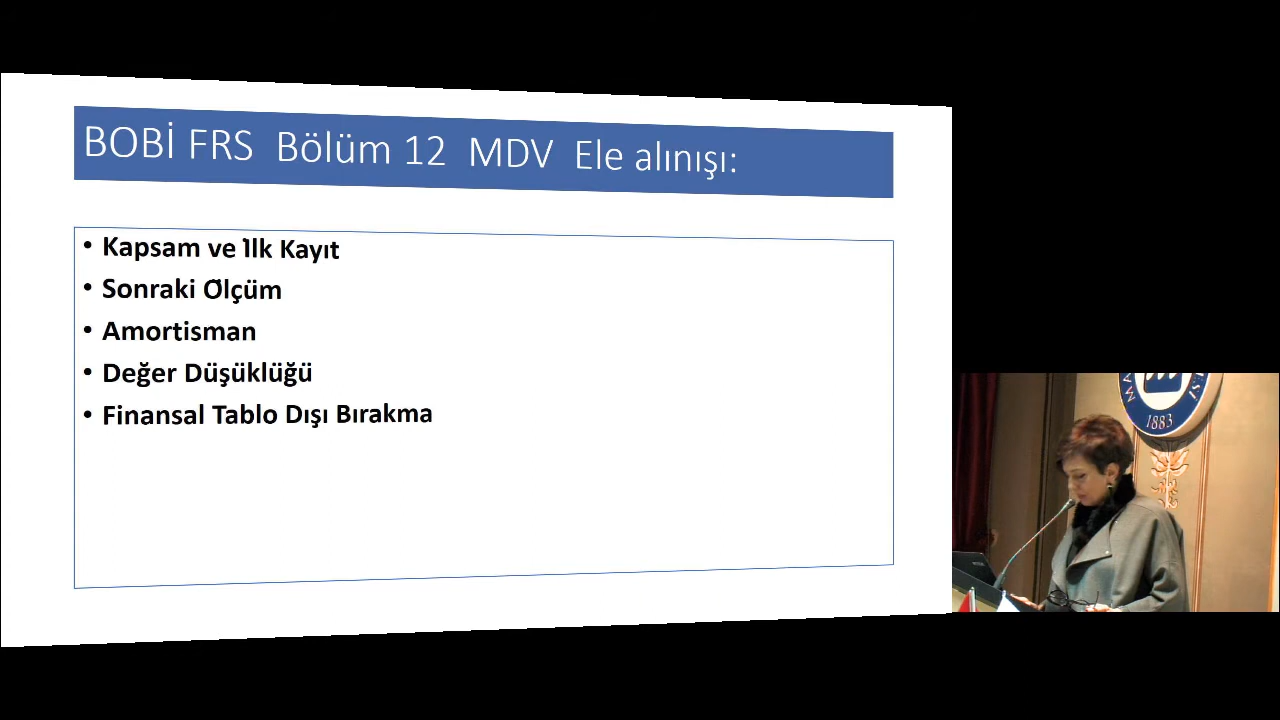 BOBİ FRS Bölüm 12 MDV Ele alınışı:
• Kapsam ve İlk Kayıt
• Sonraki Ölçüm
• Amortisman
• Değer Düşüklüğü
• Finansal Tablo Dışı Bırakma
1883